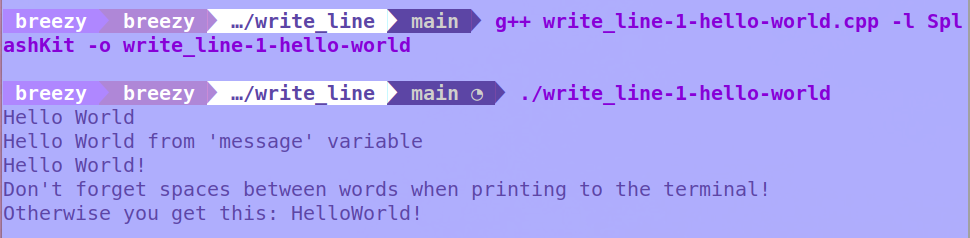 breezy breezy …/write_line main g++ write_line-1-hello-world.cpp -l Spl
ashKit -o write_line-1-hello-world
breezy breezy …/write_line main ◔ ./write_line-1-hello-world
Hello World
Hello World from 'message' variable
Hello World!
Don't forget spaces between words when printing to the terminal!
Otherwise you get this: HelloWorld!